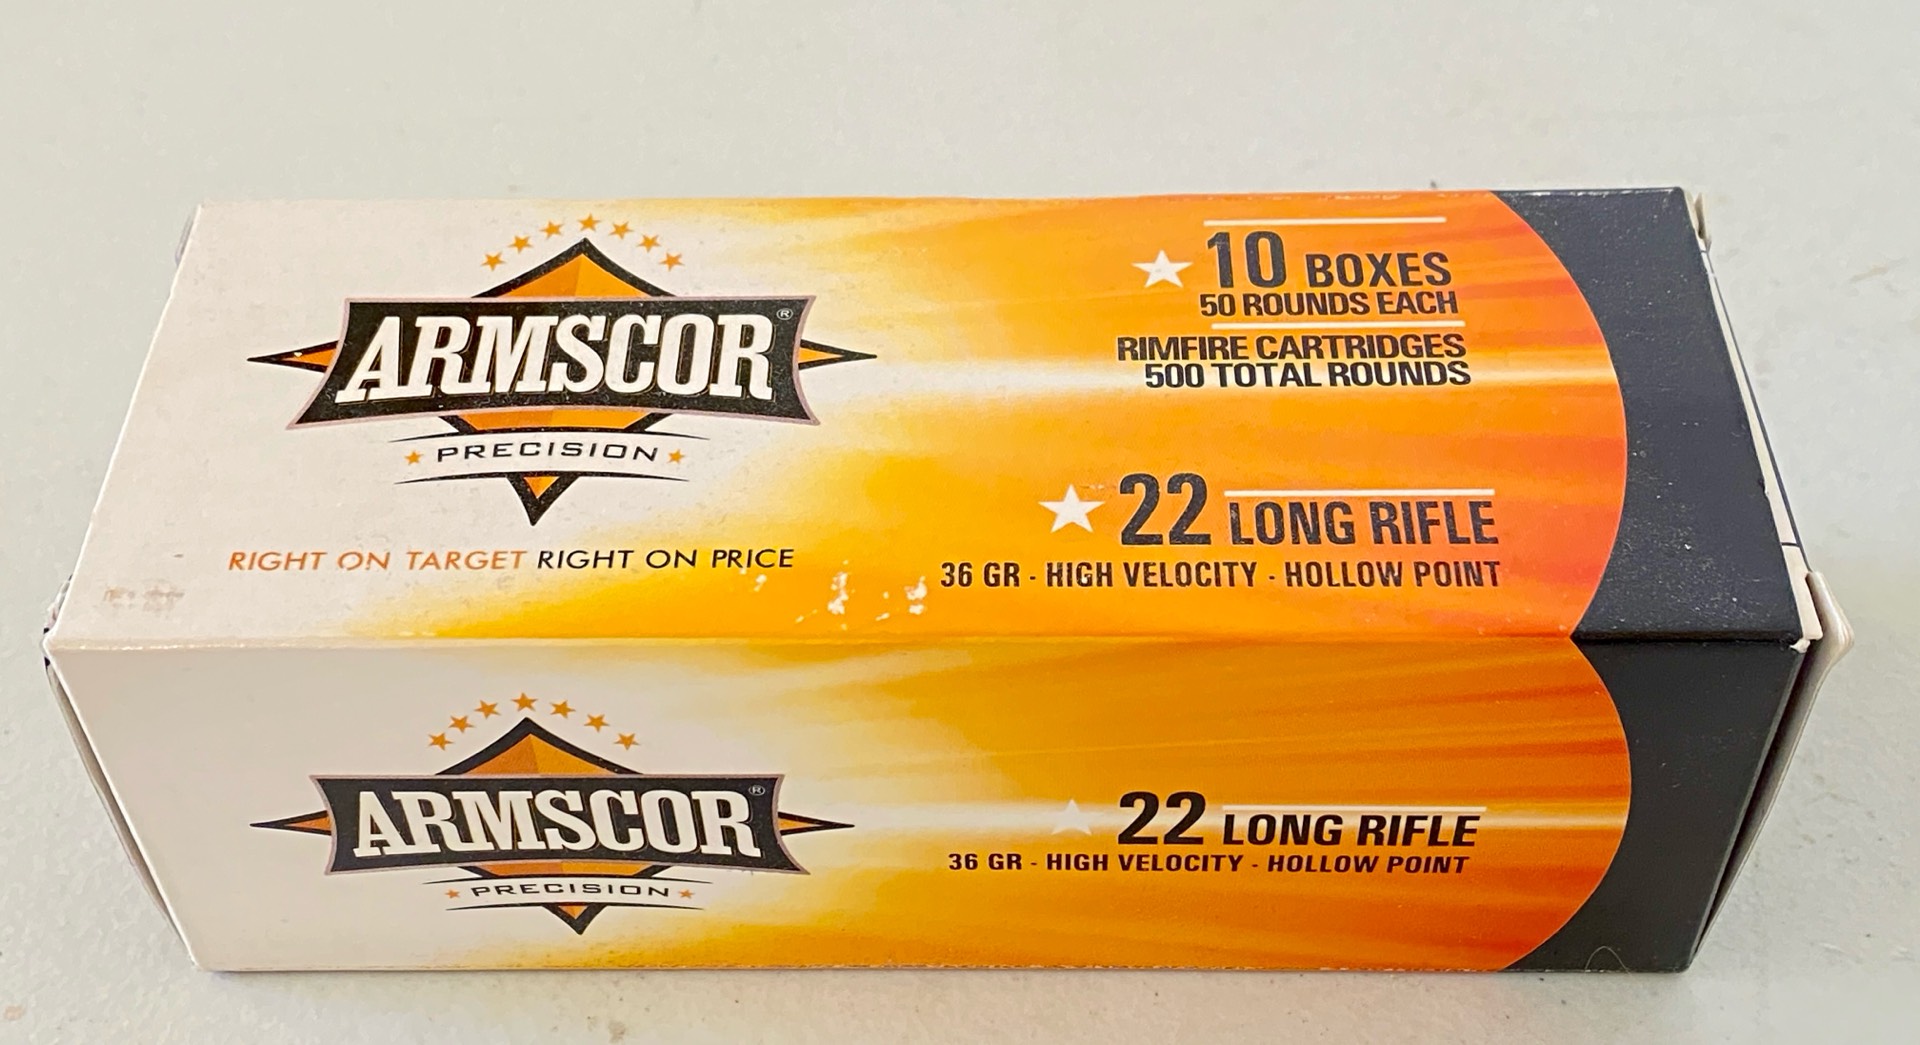 ARMSCOR®
PRECISION
RIGHT ON TARGET RIGHT ON PRICE
10 BOXES
50 ROUNDS EACH
RIMFIRE CARTRIDGES
500 TOTAL ROUNDS
22 LONG RIFLE
36 GR - HIGH VELOCITY - HOLLOW POINT
ARMSCOR®
PRECISION
22 LONG RIFLE
36 GR - HIGH VELOCITY - HOLLOW POINT